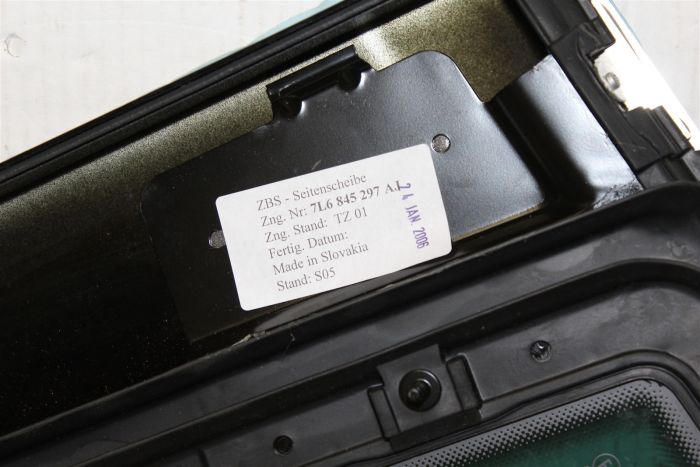 ZBS - Seitenscheibe
Zng. Nr: 7L6 845 297 A.L
Zng. Stand: TZ 01
Fertig. Datum:
Made in Slovakia
Stand: S05
24 JAN. 2006